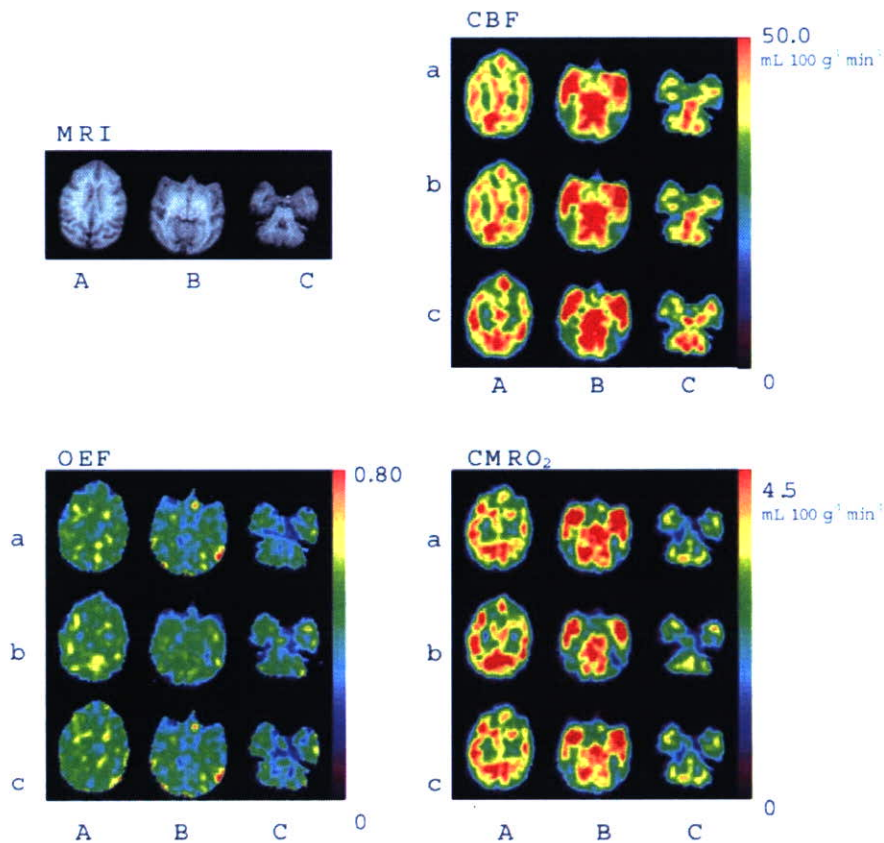 CBF
50.0
mL 100 g⁻¹ min⁻¹
a
b
c
0
A B C
MRI
A B C
OEF
0.80
a
b
c
0
A B C
CMRO₂
4.5
mL 100 g⁻¹ min⁻¹
a
b
c
0
A B C